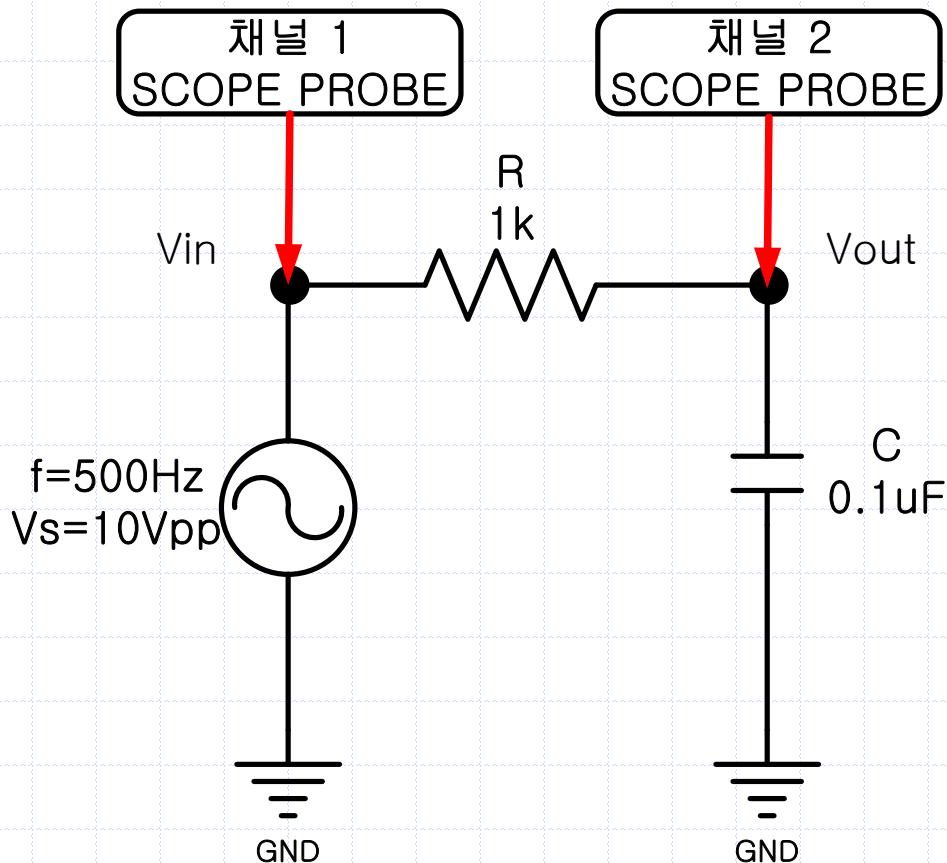 채널 1
SCOPE PROBE
채널 2
SCOPE PROBE
R
1k
Vin
Vout
f=500Hz
Vs=10Vpp
C
0.1uF
GND
GND